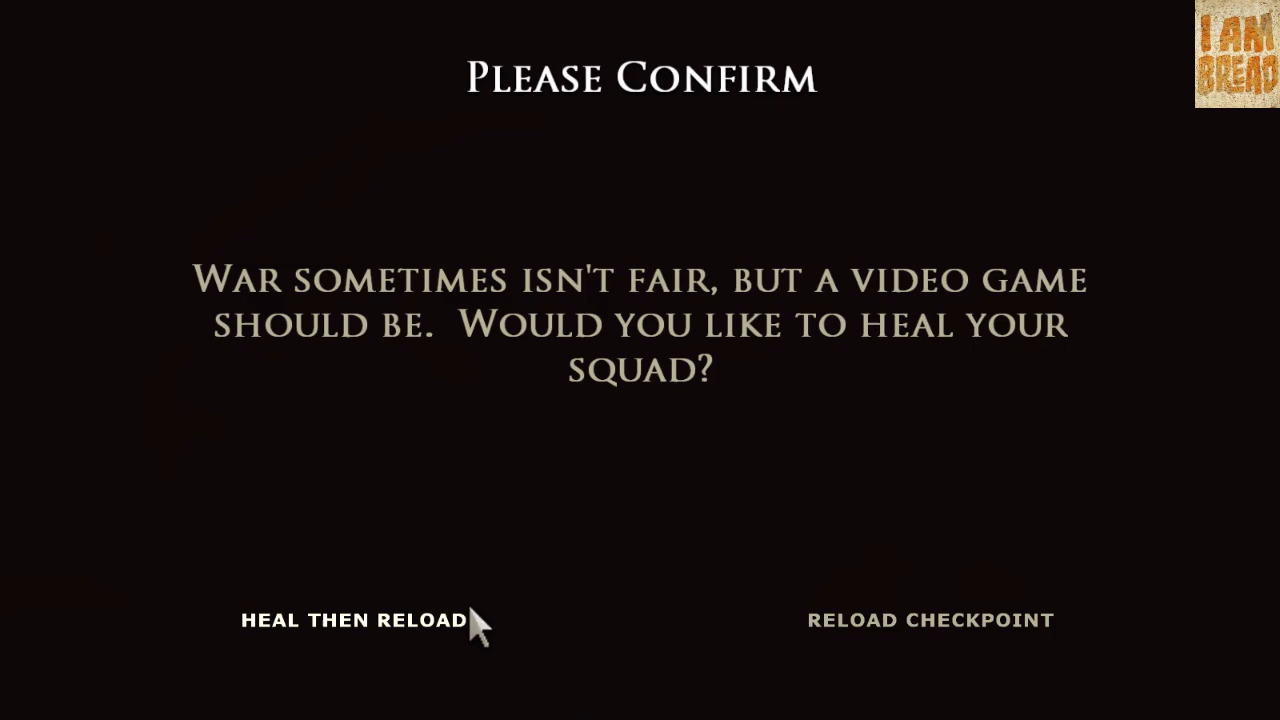 I AM
BREAD
Please Confirm
War sometimes isn't fair, but a video game
should be.  Would you like to heal your
squad?
HEAL THEN RELOAD
RELOAD CHECKPOINT